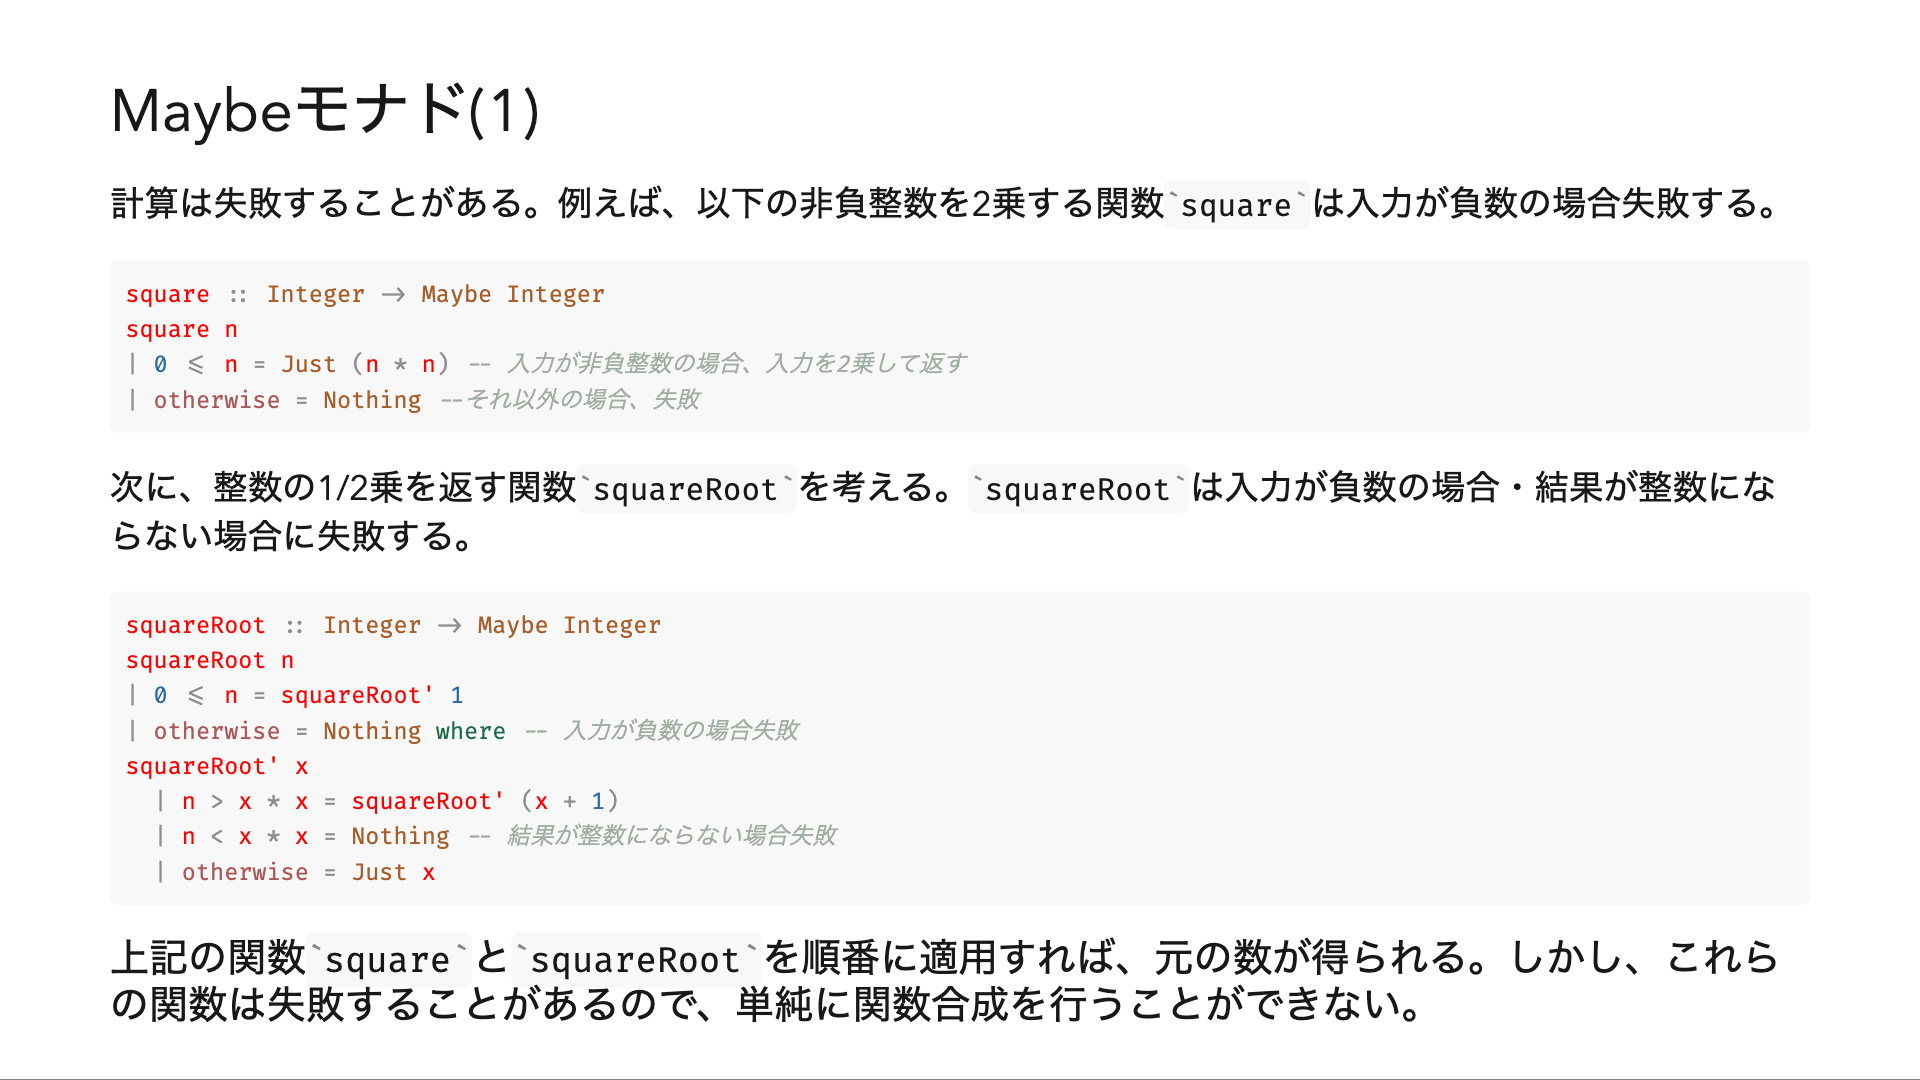 Maybeモナド(1)
計算は失敗することがある。例えば、以下の非負整数を2乗する関数`square`は入力が負数の場合失敗する。
square :: Integer -> Maybe Integer
square n
| 0 <= n = Just (n * n) -- 入力が非負整数の場合、入力を2乗して返す
| otherwise = Nothing --それ以外の場合、失敗
次に、整数の1/2乗を返す関数`squareRoot`を考える。`squareRoot`は入力が負数の場合・結果が整数にな
らない場合に失敗する。
squareRoot :: Integer -> Maybe Integer
squareRoot n
| 0 <= n = squareRoot' 1
| otherwise = Nothing where -- 入力が負数の場合失敗
squareRoot' x
  | n > x * x = squareRoot' (x + 1)
  | n < x * x = Nothing -- 結果が整数にならない場合失敗
  | otherwise = Just x
上記の関数`square`と`squareRoot`を順番に適用すれば、元の数が得られる。しかし、これら
の関数は失敗することがあるので、単純に関数合成を行うことができない。